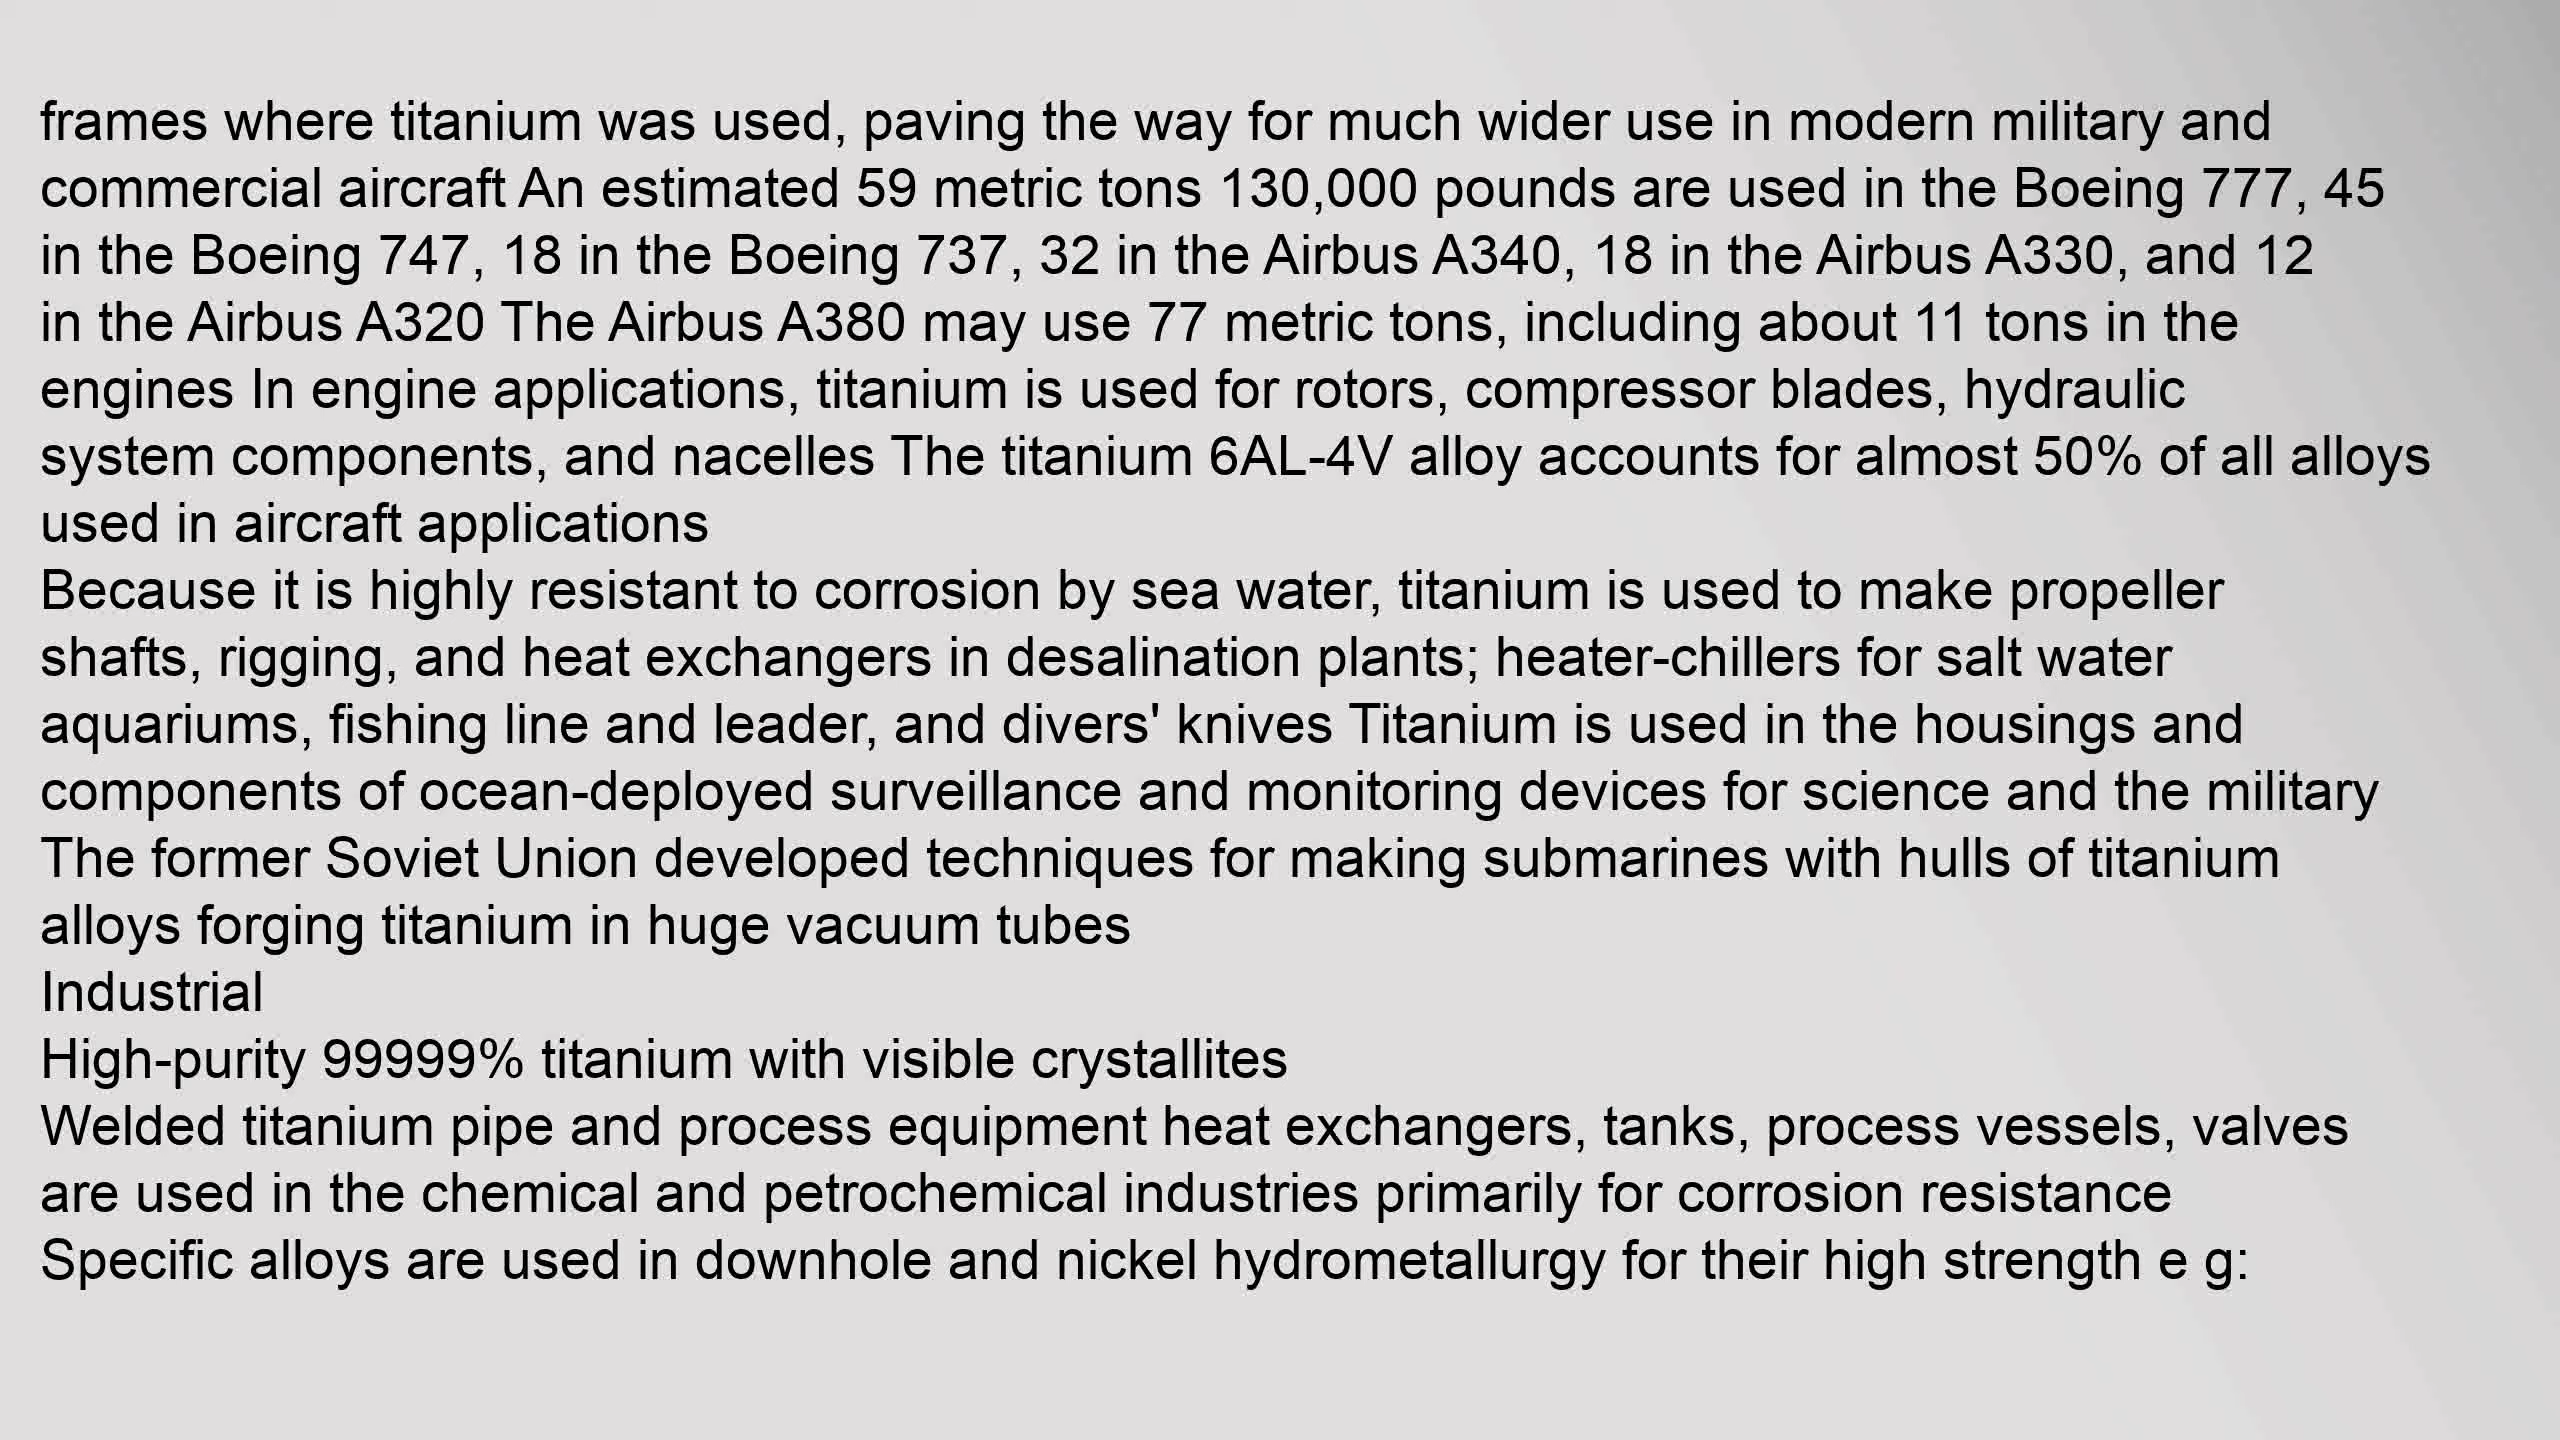 frames where titanium was used, paving the way for much wider use in modern military and
commercial aircraft An estimated 59 metric tons 130,000 pounds are used in the Boeing 777, 45
in the Boeing 747, 18 in the Boeing 737, 32 in the Airbus A340, 18 in the Airbus A330, and 12
in the Airbus A320 The Airbus A380 may use 77 metric tons, including about 11 tons in the
engines In engine applications, titanium is used for rotors, compressor blades, hydraulic
system components, and nacelles The titanium 6AL-4V alloy accounts for almost 50% of all alloys
used in aircraft applications
Because it is highly resistant to corrosion by sea water, titanium is used to make propeller
shafts, rigging, and heat exchangers in desalination plants; heater-chillers for salt water
aquariums, fishing line and leader, and divers' knives Titanium is used in the housings and
components of ocean-deployed surveillance and monitoring devices for science and the military
The former Soviet Union developed techniques for making submarines with hulls of titanium
alloys forging titanium in huge vacuum tubes
Industrial
High-purity 99999% titanium with visible crystallites
Welded titanium pipe and process equipment heat exchangers, tanks, process vessels, valves
are used in the chemical and petrochemical industries primarily for corrosion resistance
Specific alloys are used in downhole and nickel hydrometallurgy for their high strength e g: